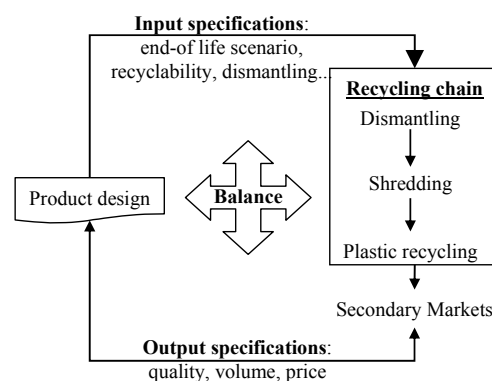 Input specifications:
end-of life scenario,
recyclability, dismantling...
Recycling chain
Dismantling
Shredding
Plastic recycling
Product design
Balance
Secondary Markets
Output specifications:
quality, volume, price